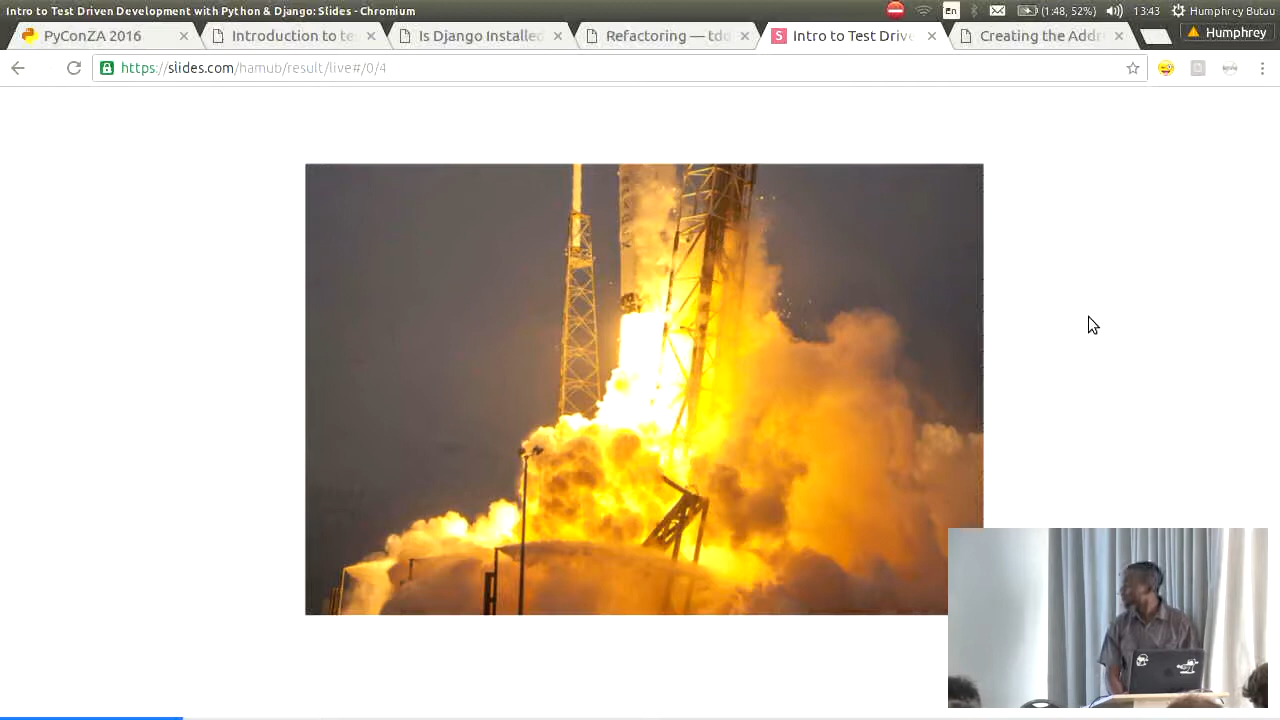 Intro to Test Driven Development with Python & Django: Slides - Chromium
En
(1:48, 52%)
13:43
Humphrey Butau
PyConZA 2016
Introduction to te
Is Django Installed
Refactoring — tdd
Intro to Test Drive
Creating the Addr
Humphrey
https://slides.com/hamub/result/live#/0/4